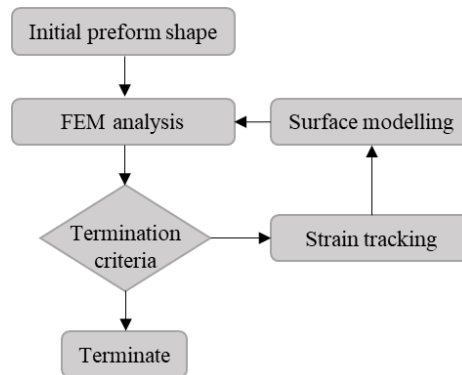 Initial preform shape
FEM analysis
Surface modelling
Termination
criteria
Strain tracking
Terminate